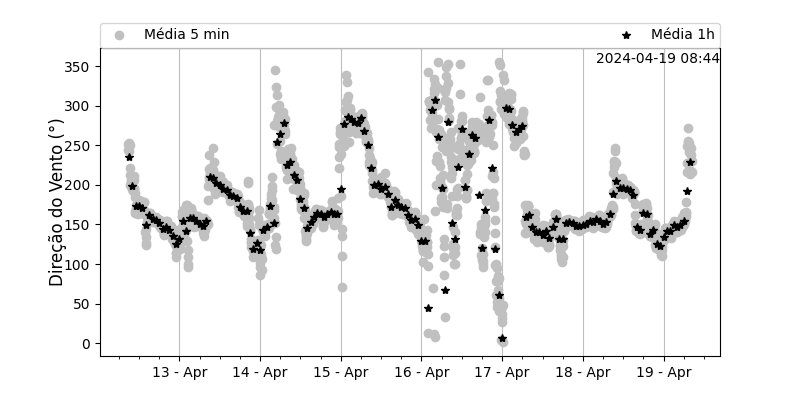 Média 5 min
Média 1h
2024-04-19 08:44
Direção do Vento (°)
350
300
250
200
150
100
50
0
13 - Apr
14 - Apr
15 - Apr
16 - Apr
17 - Apr
18 - Apr
19 - Apr